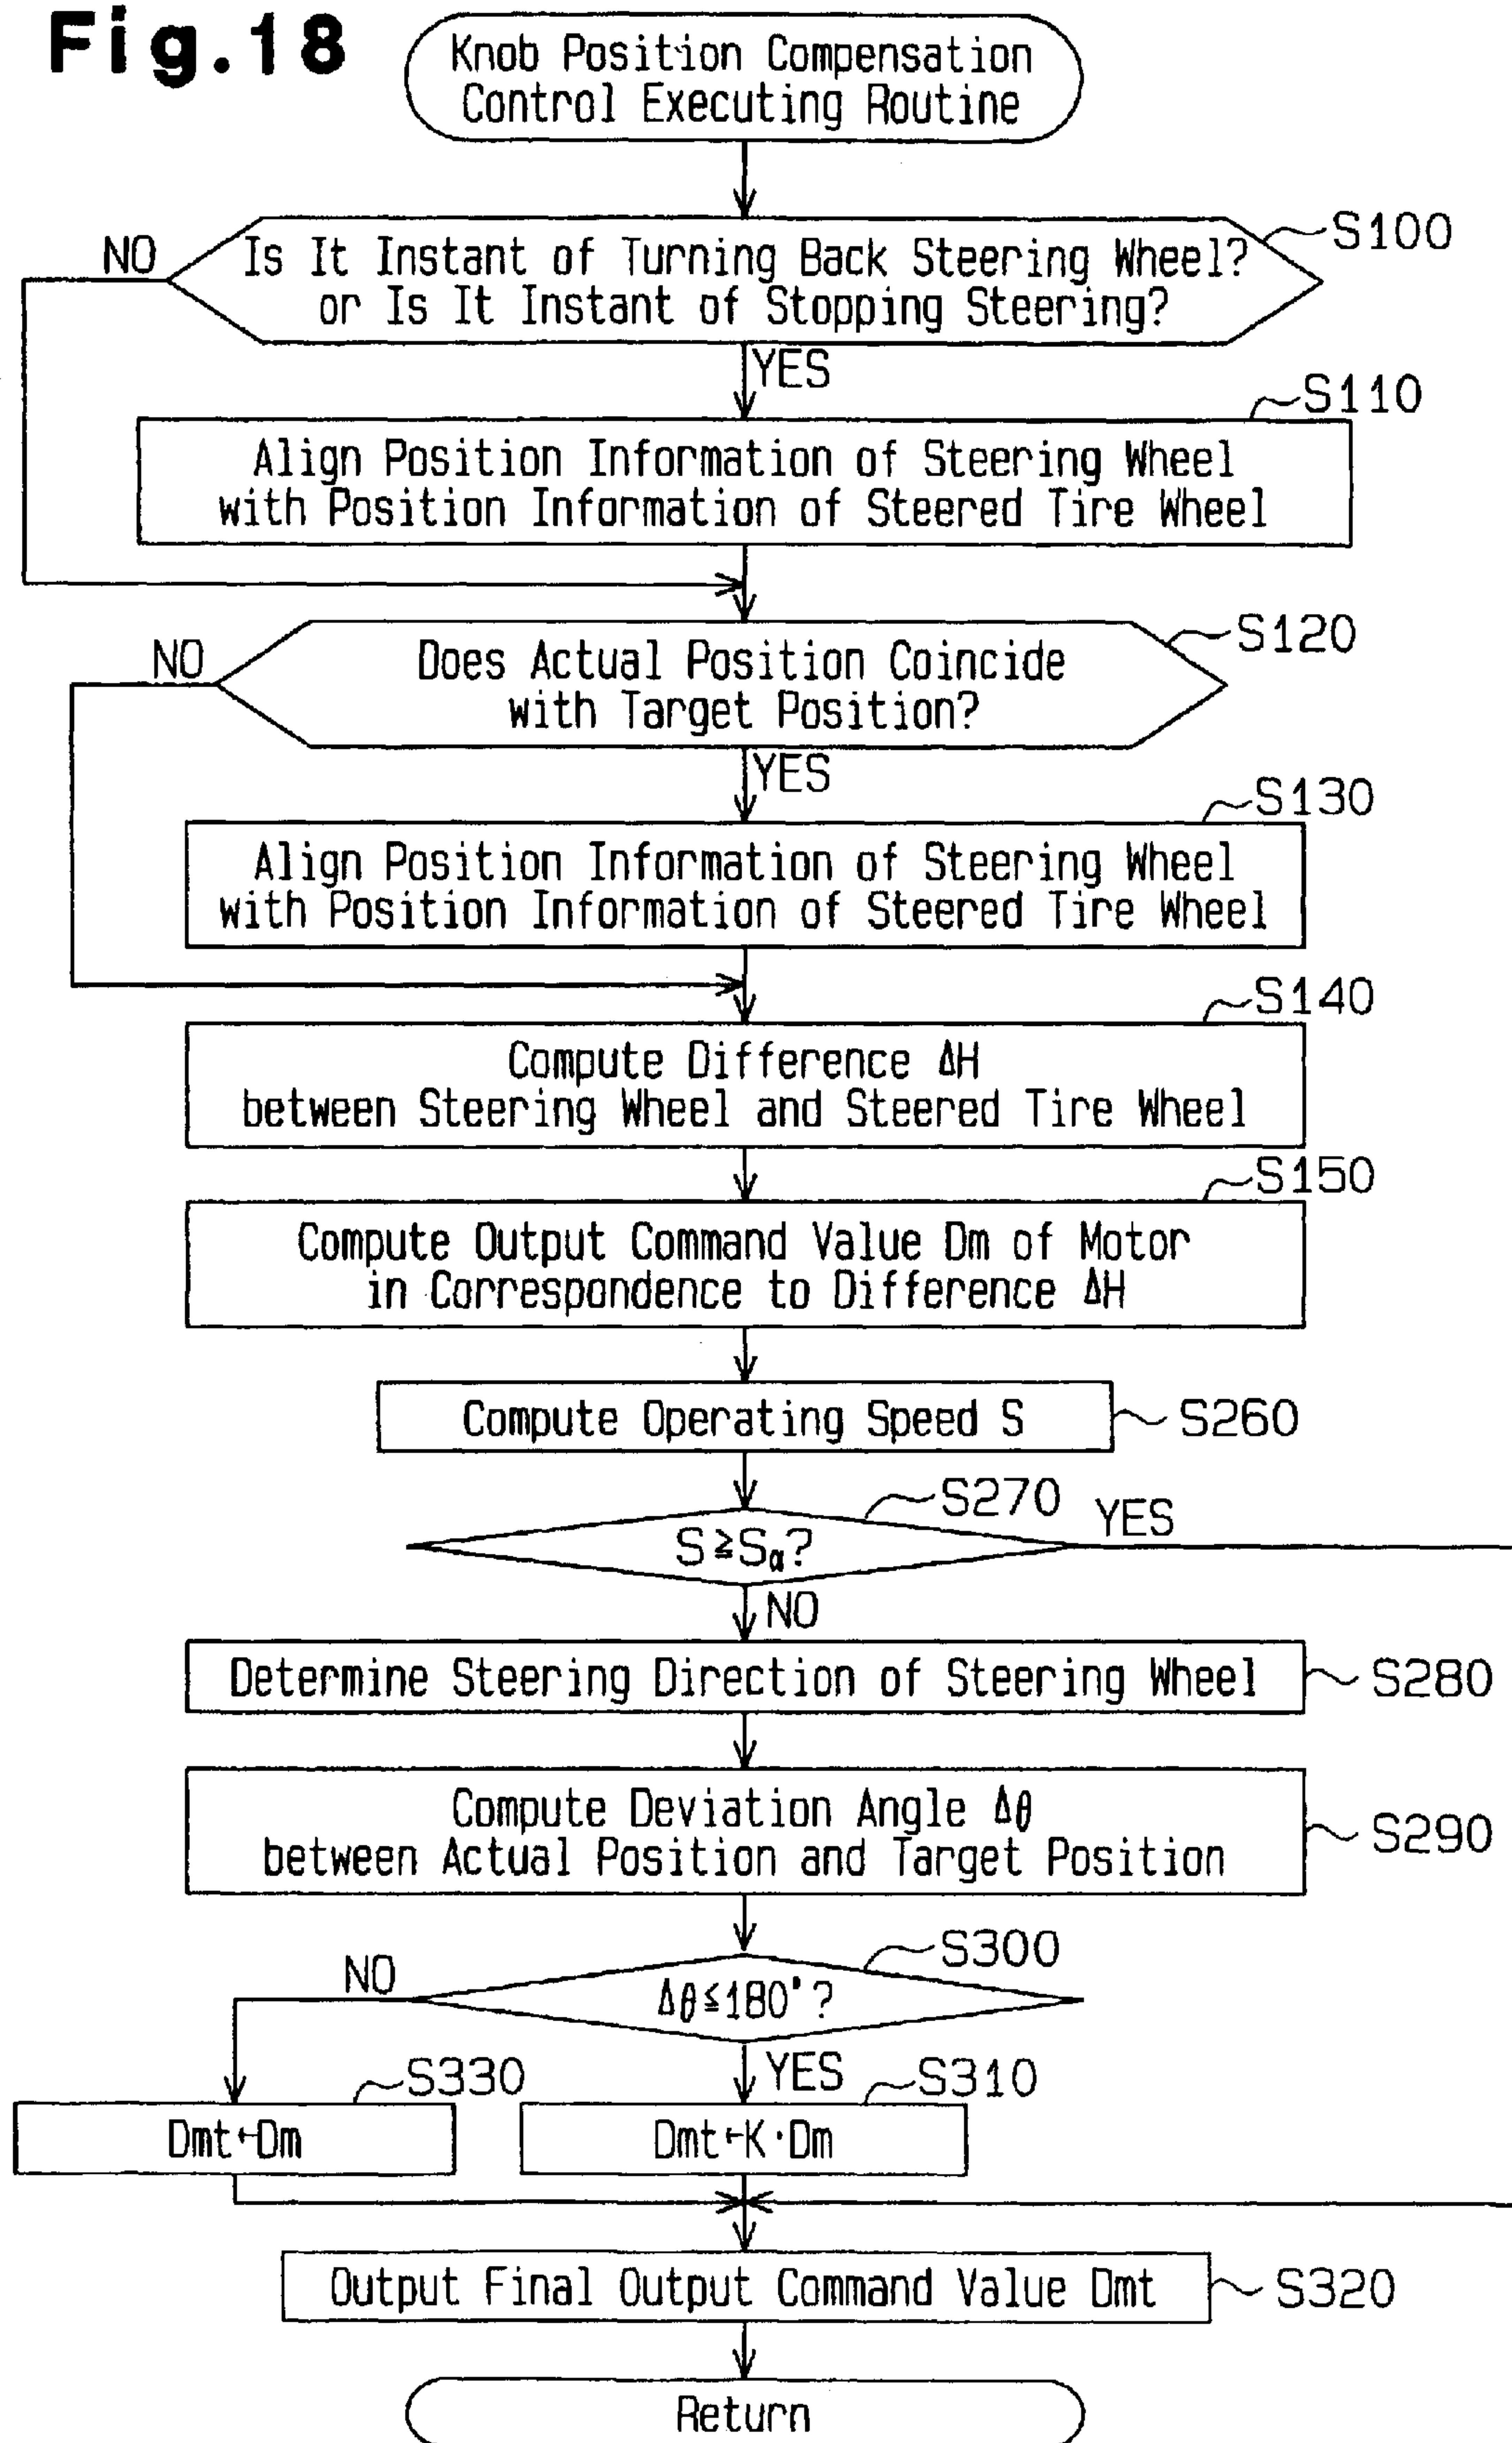 Fig.18
Knob Position Compensation
Control Executing Routine
NO
Is It Instant of Turning Back Steering Wheel?
or Is It Instant of Stopping Steering?
S100
YES
S110
Align Position Information of Steering Wheel
with Position Information of Steered Tire Wheel
NO
Does Actual Position Coincide
with Target Position?
S120
YES
S130
Align Position Information of Steering Wheel
with Position Information of Steered Tire Wheel
S140
Compute Difference ΔH
between Steering Wheel and Steered Tire Wheel
S150
Compute Output Command Value Dm of Motor
in Correspondence to Difference ΔH
Compute Operating Speed S
S260
S270
YES
S≧Sα?
NO
Determine Steering Direction of Steering Wheel
S280
Compute Deviation Angle Δθ
between Actual Position and Target Position
S290
S300
NO
Δθ≦180°?
YES
S330
S310
Dmt←Dm
Dmt←K·Dm
Output Final Output Command Value Dmt
S320
Return